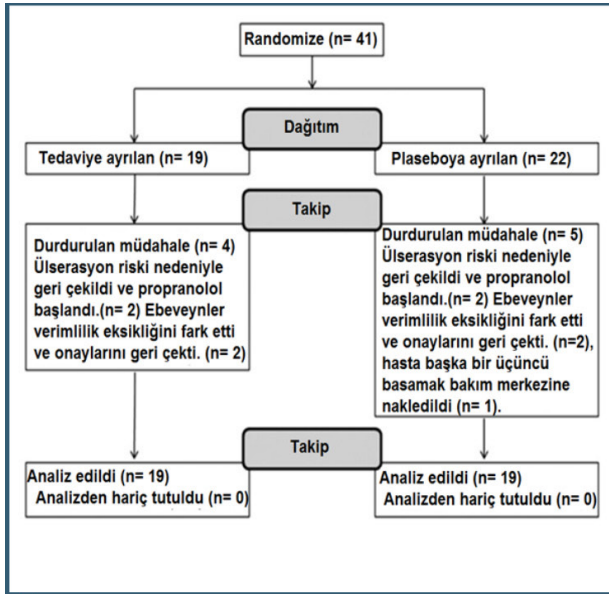 Randomize (n= 41)
Dağıtım
Tedaviye ayrılan (n= 19)
Plaseboya ayrılan (n= 22)
Takip
Durdurulan müdahale (n= 4)
Ülserasyon riski nedeniyle
geri çekildi ve propranolol
başlandı.(n= 2) Ebeveynler
verimlilik eksikliğini fark etti
ve onaylarını geri çekti. (n= 2)
Durdurulan müdahale (n= 5)
Ülserasyon riski nedeniyle
geri çekildi ve propranolol
başlandı.(n= 2) Ebeveynler
verimlilik eksikliğini fark etti
ve onaylarını geri çekti. (n=2),
hasta başka bir üçüncü
basamak bakım merkezine
nakledildi (n= 1).
Takip
Analiz edildi (n= 19)
Analizden hariç tutuldu (n= 0)
Analiz edildi (n= 19)
Analizden hariç tutuldu (n= 0)